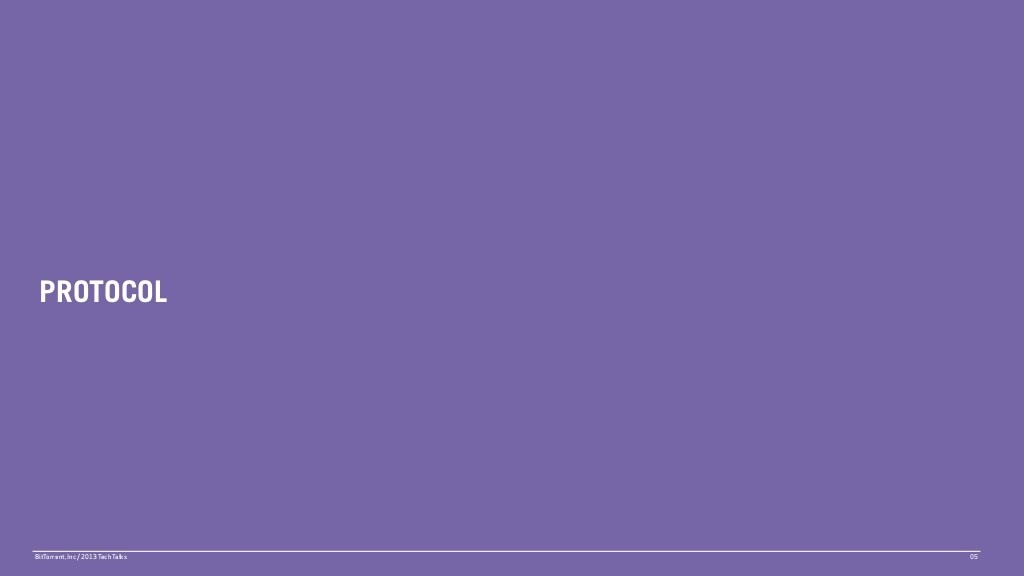 PROTOCOL
BitTorrent, Inc / 2013 Tech Talks
05